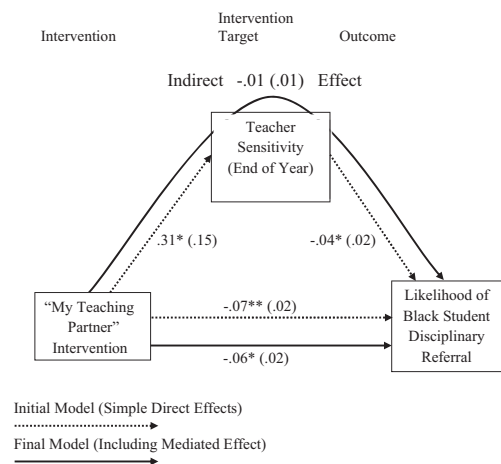 Intervention
Intervention
Target
Outcome
Indirect -.01 (.01) Effect
Teacher
Sensitivity
(End of Year)
.31* (.15)
-.04* (.02)
“My Teaching
Partner”
Intervention
-.07** (.02)
-.06* (.02)
Likelihood of
Black Student
Disciplinary
Referral
Initial Model (Simple Direct Effects)
Final Model (Including Mediated Effect)